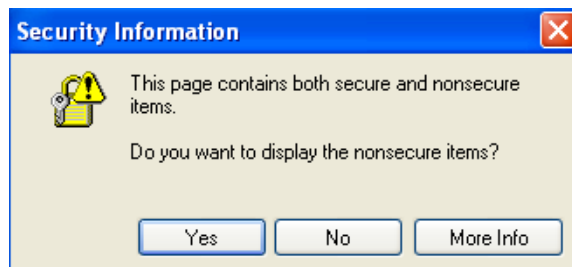 Security Information
This page contains both secure and nonsecure
items.
Do you want to display the nonsecure items?
Yes No More Info